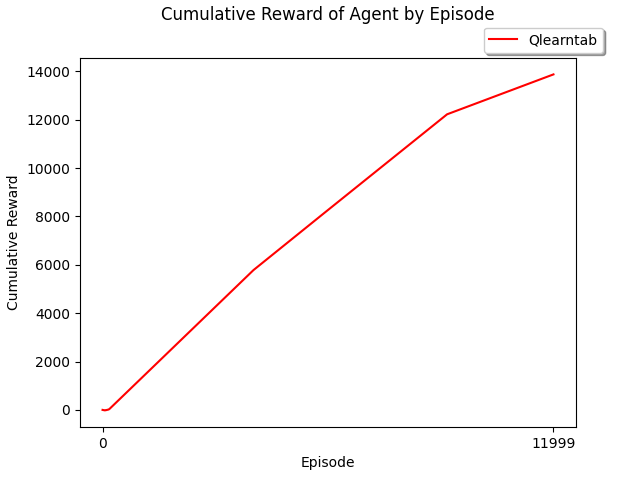 Cumulative Reward of Agent by Episode
Qlearntab
14000
12000
10000
8000
6000
4000
2000
0
Cumulative Reward
0 11999
Episode